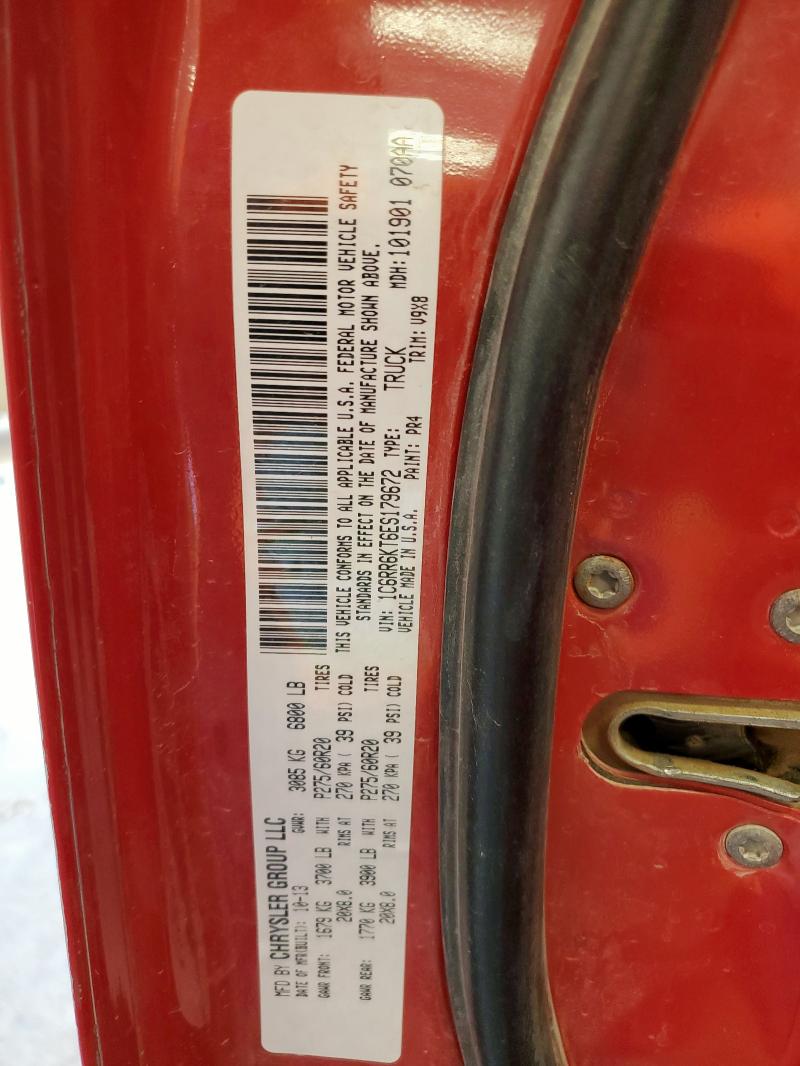 MFD BY CHRYSLER GROUP LLC
DATE OF MFR(BUILT): 10-13 GVWR: 3085 KG 6800 LB
GAWR FRONT: 1679 KG 3700 LB WITH P275/60R20 TIRES
20X8.0 RIMS AT 270 KPA ( 39 PSI) COLD
GAWR REAR: 1770 KG 3900 LB WITH P275/60R20 TIRES
20X8.0 RIMS AT 270 KPA ( 39 PSI) COLD
THIS VEHICLE CONFORMS TO ALL APPLICABLE U.S.A. FEDERAL MOTOR VEHICLE SAFETY
STANDARDS IN EFFECT ON THE DATE OF MANUFACTURE SHOWN ABOVE.
VIN: 1C6RR6KT6ES179672 TYPE: TRUCK MDH: 101901 070AA
VEHICLE MADE IN U.S.A. PAINT: PR4 TRIM: V9X8